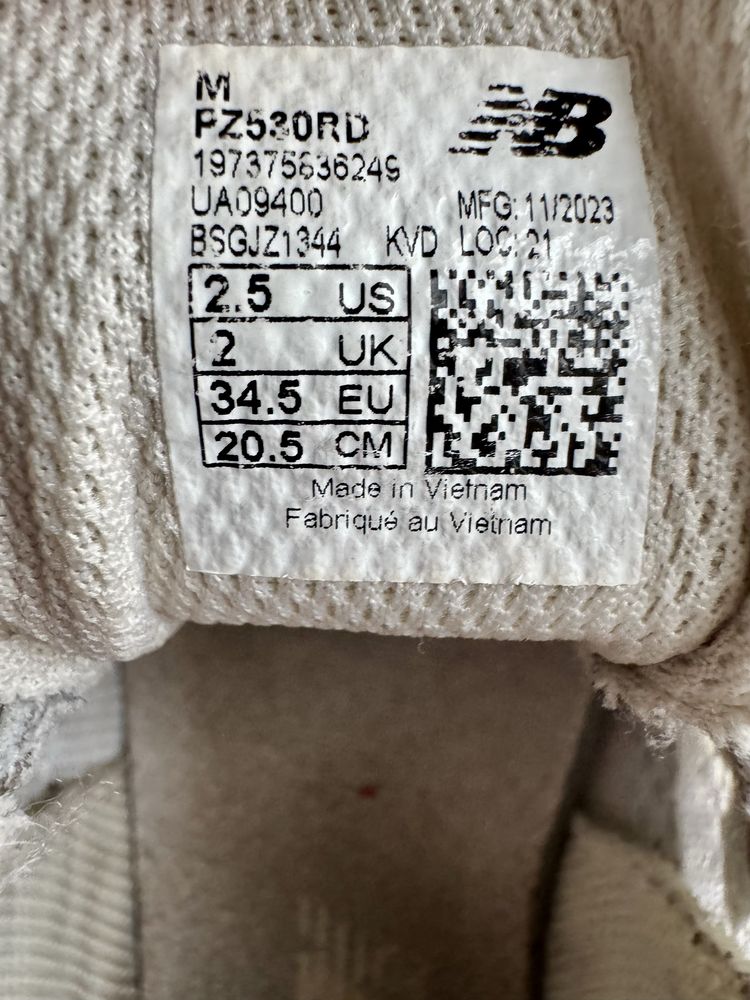 M
PZ530RD
NB
197375636249
UA09400 MFG: 11/2023
BSGJZ1344 KVD LOC: 21
2.5 US
2 UK
34.5 EU
20.5 CM
Made in Vietnam
Fabriqué au Vietnam